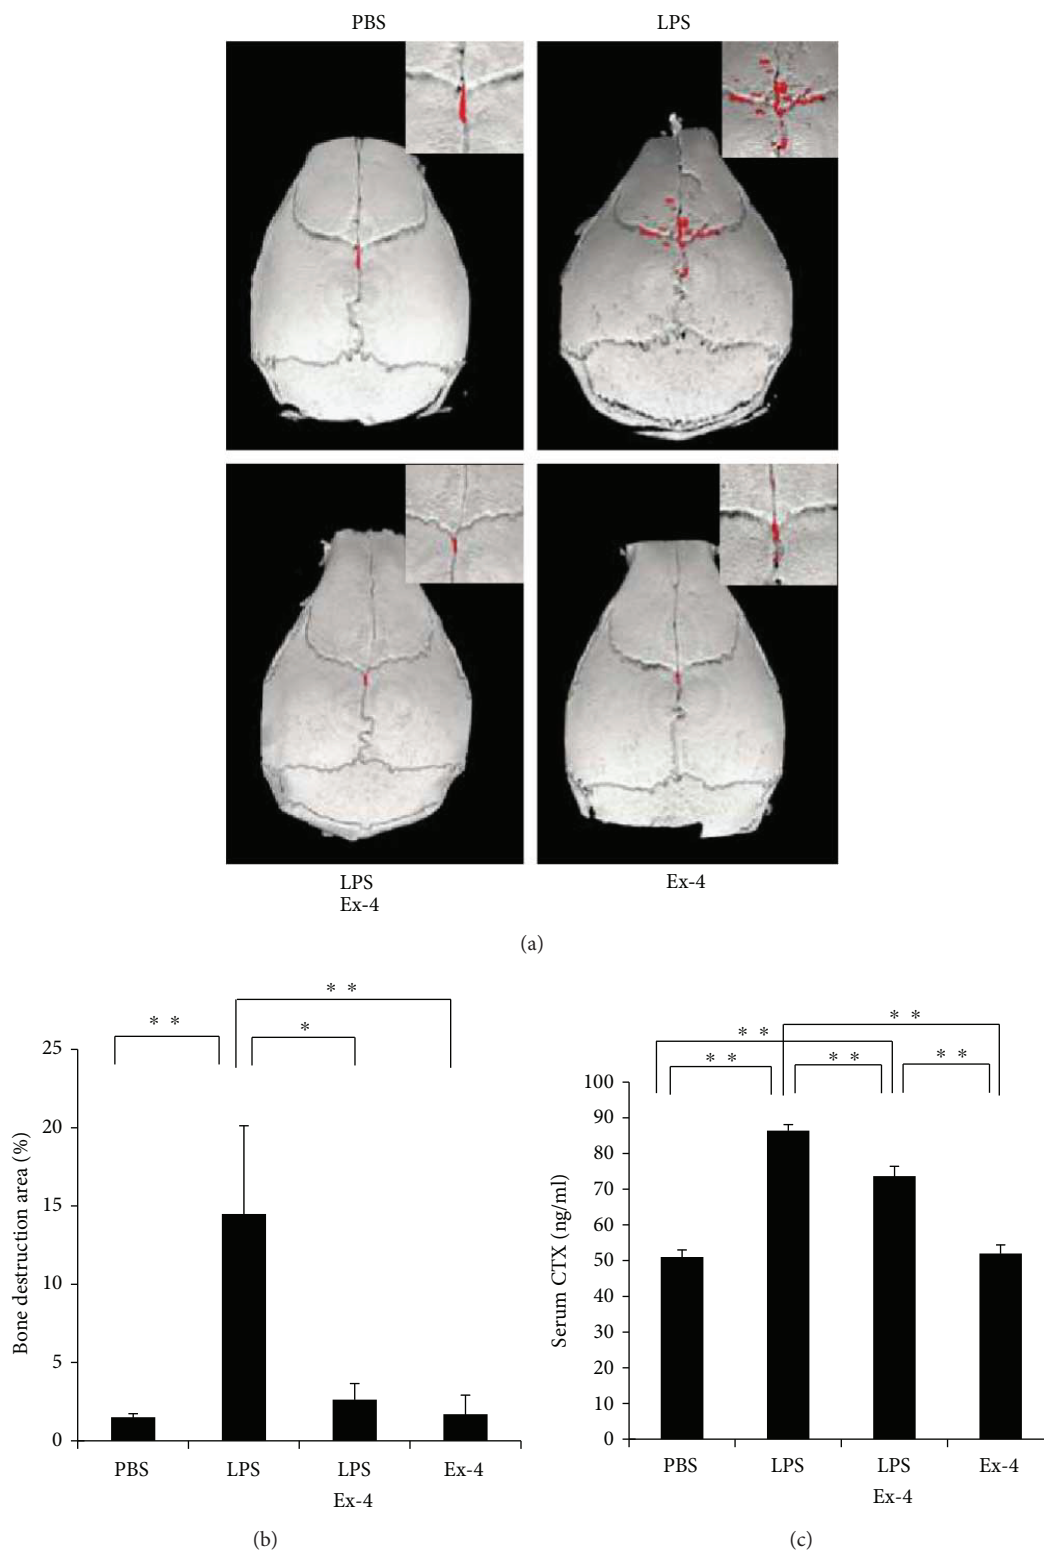 PBS
LPS
LPS
Ex-4
Ex-4
(a)
* *
* *
*
25
20
15
10
5
0
Bone destruction area (%)
PBS
LPS
LPS
Ex-4
Ex-4
(b)
* *
* *
* *
* *
* *
100
90
80
70
60
50
40
30
20
10
0
Serum CTX (ng/ml)
PBS
LPS
LPS
Ex-4
Ex-4
(c)